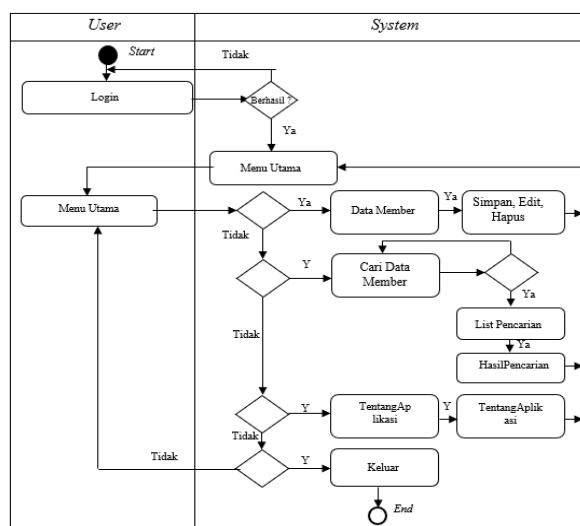 User
System
Start
Tidak
Login
Berhasil ?
Ya
Menu Utama
Menu Utama
Ya
Data Member
Ya
Simpan, Edit,
Hapus
Tidak
Y
Cari Data
Member
Ya
List Pencarian
Ya
HasilPencarian
Tidak
Y
TentangAp
likasi
Y
TentangAplik
asi
Tidak
Tidak
Y
Keluar
End